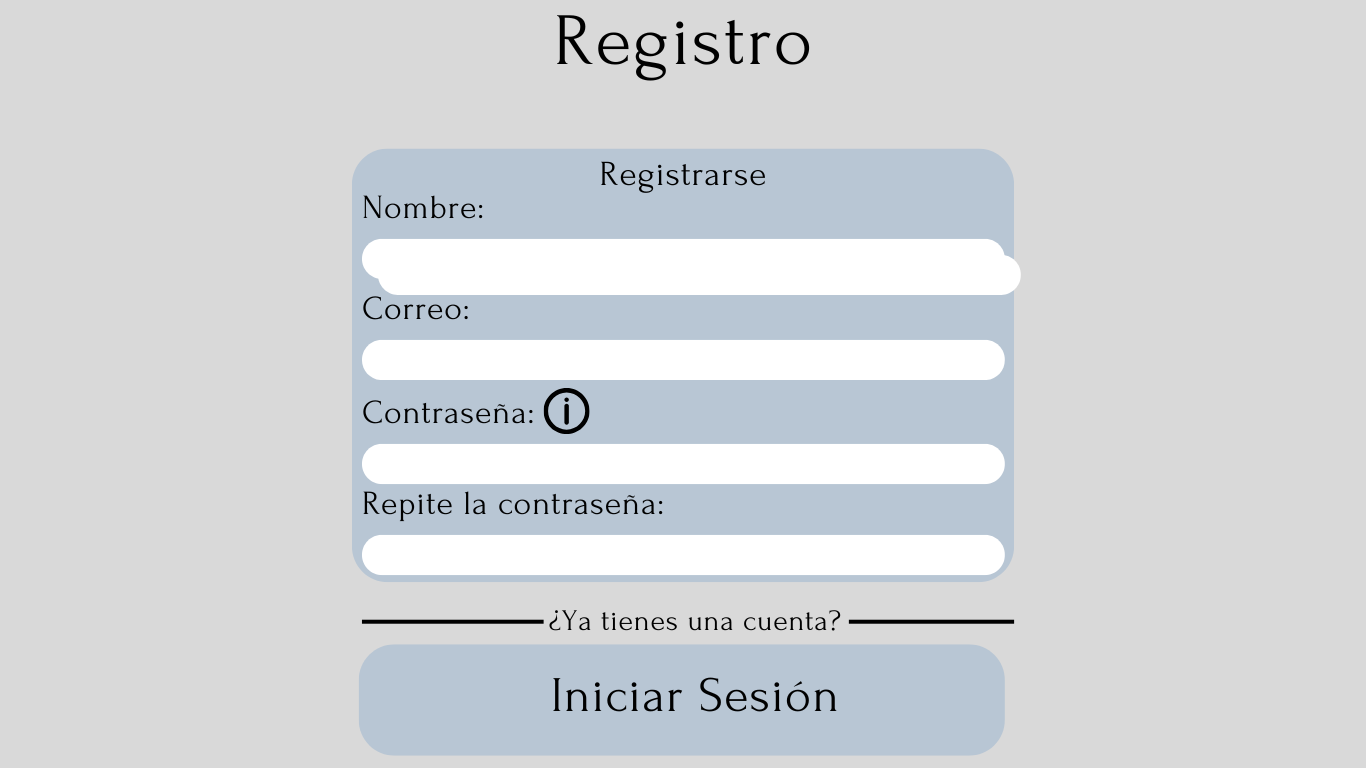 Registro
Registrarse
Nombre:
Correo:
Contraseña:
Repite la contraseña:
¿Ya tienes una cuenta?
Iniciar Sesión